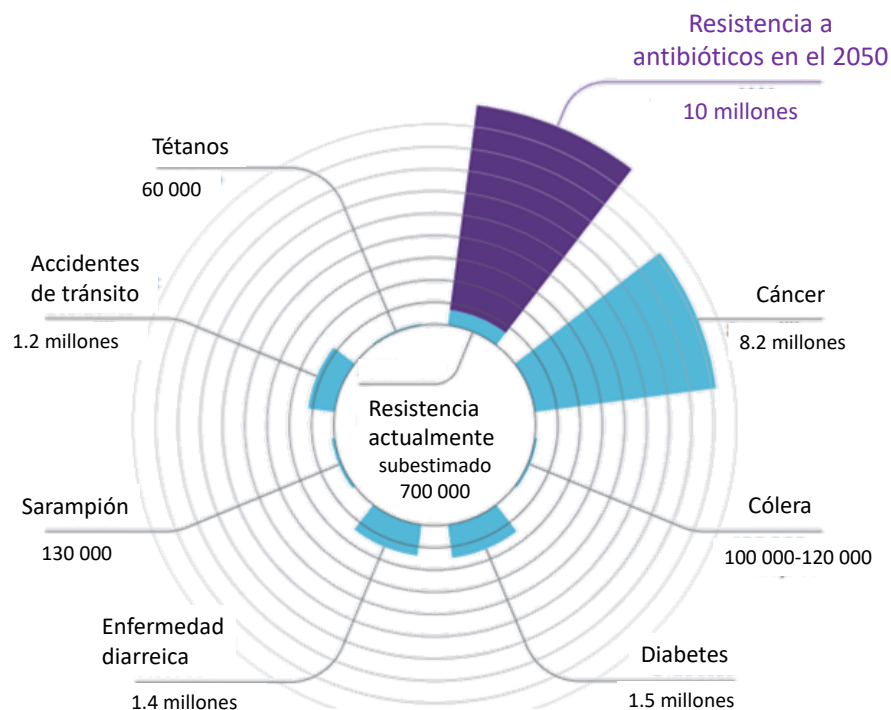 Resistencia a
antibióticos en el 2050
10 millones
Tétanos
60 000
Accidentes
de tránsito
1.2 millones
Cáncer
8.2 millones
Resistencia
actualmente
subestimado
700 000
Sarampión
130 000
Cólera
100 000-120 000
Enfermedad
diarreica
1.4 millones
Diabetes
1.5 millones